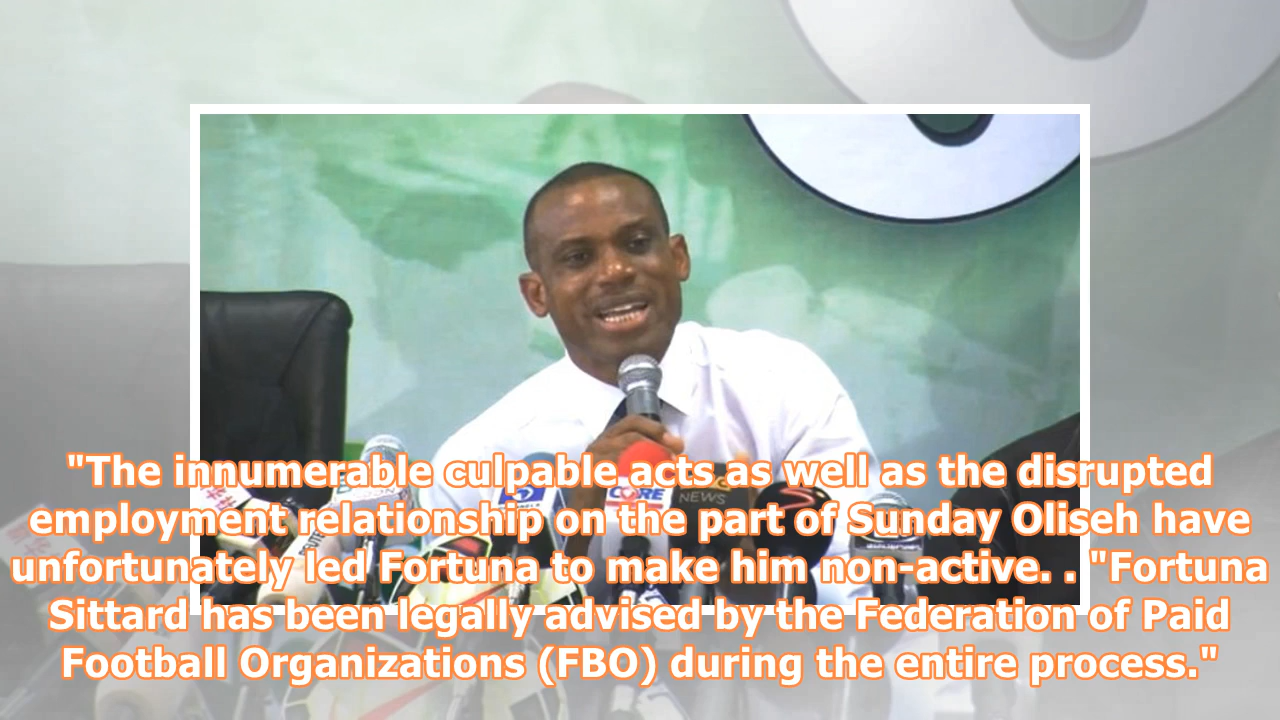 "The innumerable culpable acts as well as the disrupted
employment relationship on the part of Sunday Oliseh have
unfortunately led Fortuna to make him non-active. . "Fortuna
Sittard has been legally advised by the Federation of Paid
Football Organizations (FBO) during the entire process."
NEWS